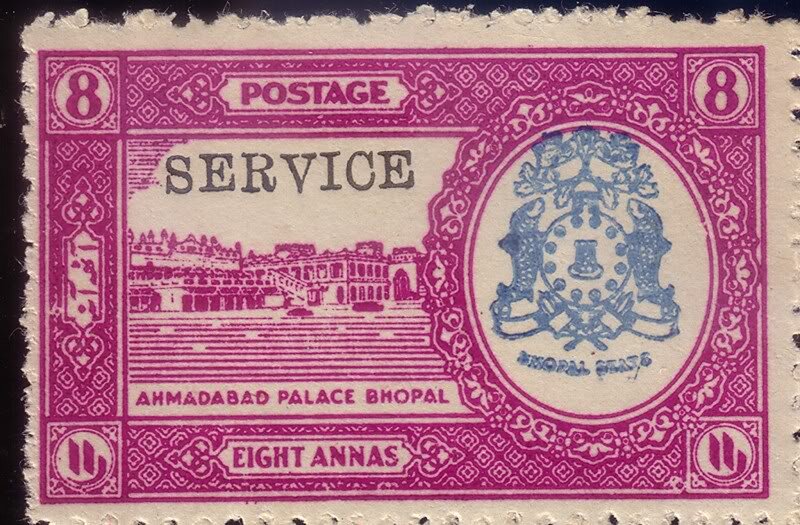 8 POSTAGE 8
SERVICE
BHOPAL STATE
AHMADABAD PALACE BHOPAL
EIGHT ANNAS